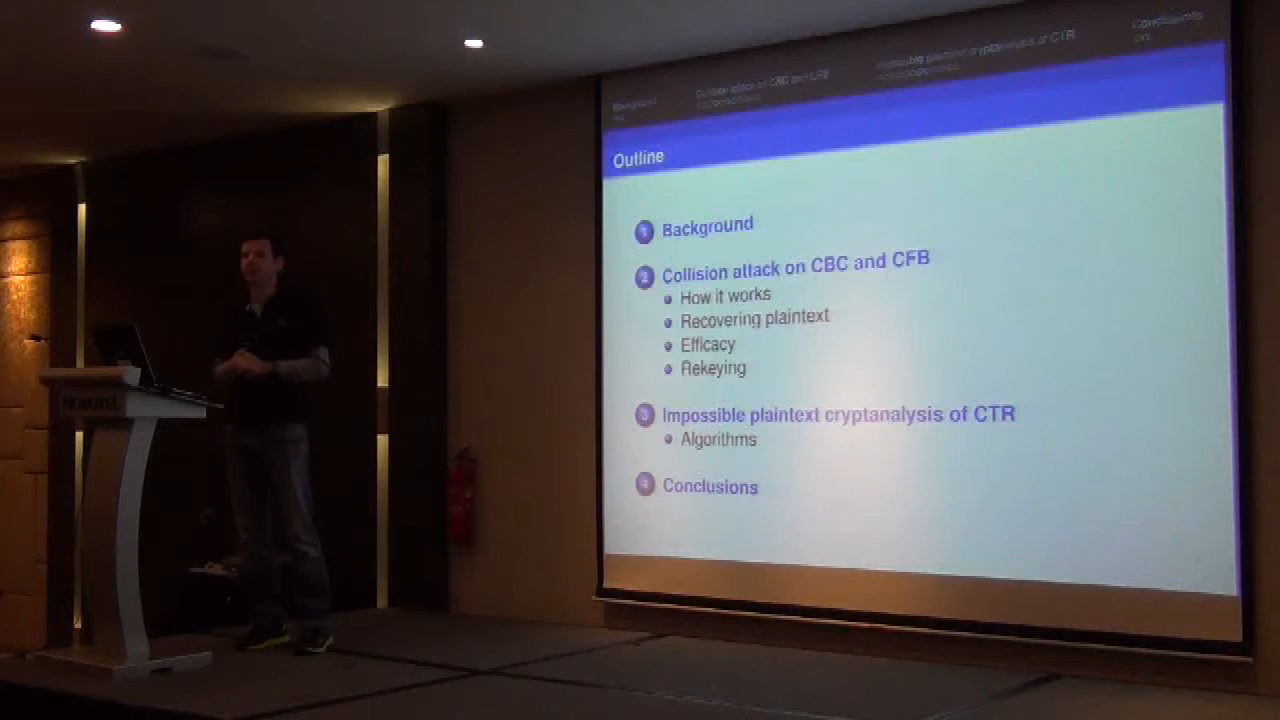 Background
Collision attack on CBC and CFB
Impossible plaintext cryptanalysis of CTR
Conclusions
Outline
1 Background
2 Collision attack on CBC and CFB
How it works
Recovering plaintext
Efficacy
Rekeying
3 Impossible plaintext cryptanalysis of CTR
Algorithms
4 Conclusions
NOVOTEL